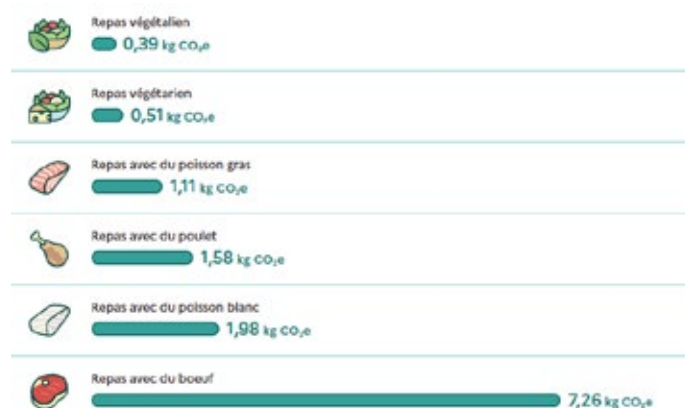 Repas végétalien
0,39 kg CO₂e
Repas végétarien
0,51 kg CO₂e
Repas avec du poisson gras
1,11 kg CO₂e
Repas avec du poulet
1,58 kg CO₂e
Repas avec du poisson blanc
1,98 kg CO₂e
Repas avec du boeuf
7,26 kg CO₂e